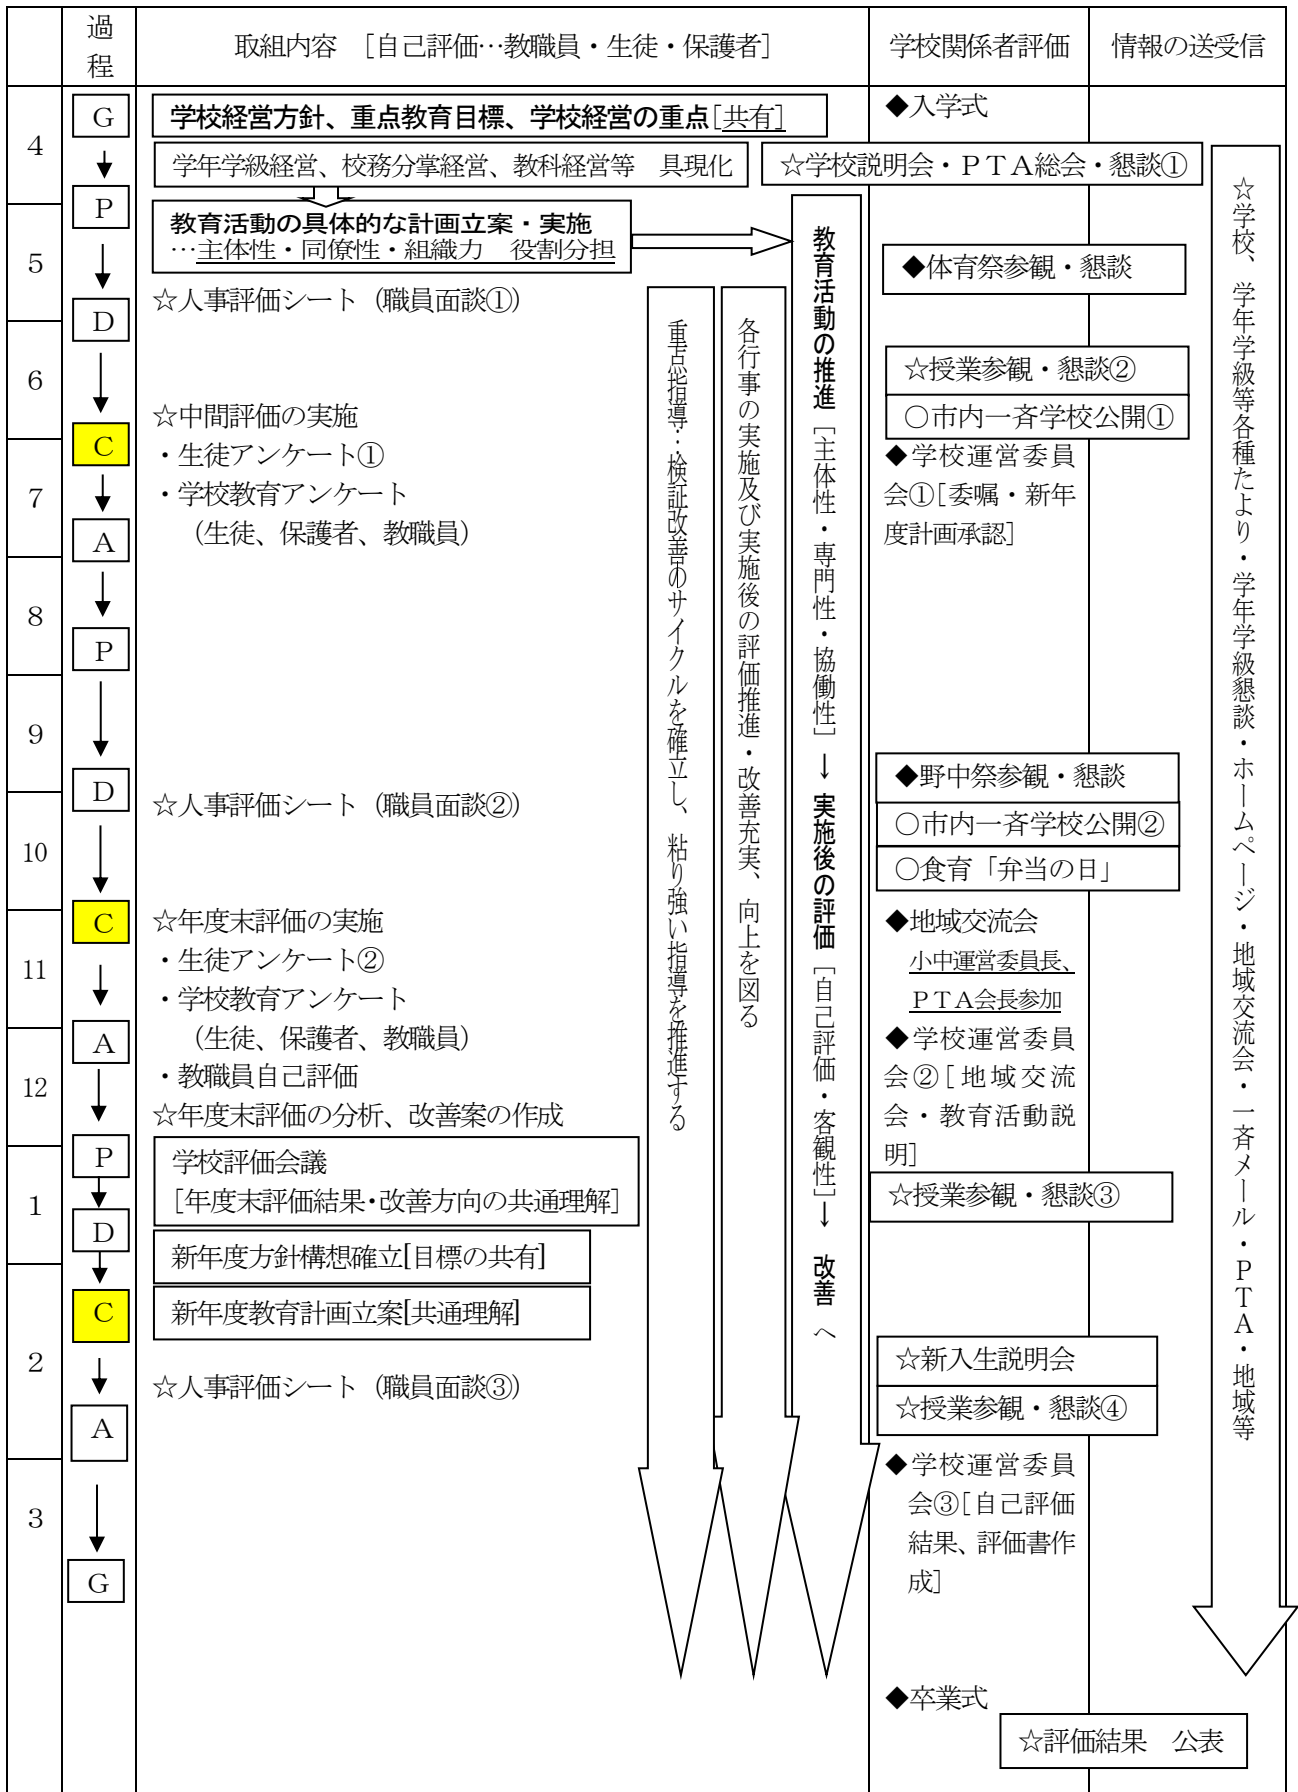 過程
取組内容　[自己評価…教職員・生徒・保護者]
学校関係者評価
情報の送受信
4
5
6
7
8
9
10
11
12
1
2
3
G
P
D
C
A
P
D
C
A
P
D
C
A
G
学校経営方針、重点教育目標、学校経営の重点[共有]
学年学級経営、校務分掌経営、教科経営等　具現化
教育活動の具体的な計画立案・実施
…主体性・同僚性・組織力　役割分担
☆人事評価シート（職員面談①）
☆中間評価の実施
・生徒アンケート①
・学校教育アンケート
（生徒、保護者、教職員）
☆人事評価シート（職員面談②）
☆年度末評価の実施
・生徒アンケート②
・学校教育アンケート
（生徒、保護者、教職員）
・教職員自己評価
☆年度末評価の分析、改善案の作成
学校評価会議
[年度末評価結果・改善方向の共通理解]
新年度方針構想確立[目標の共有]
新年度教育計画立案[共通理解]
☆人事評価シート（職員面談③）
重点指導…検証改善のサイクルを確立し、粘り強い指導を推進する
各行事の実施及び実施後の評価推進・改善充実、向上を図る
教育活動の推進［主体性・専門性・協働性］→実施後の評価［自己評価・客観性］→　改善へ
◆入学式
☆学校説明会・ＰＴＡ総会・懇談①
◆体育祭参観・懇談
☆授業参観・懇談②
○市内一斉学校公開①
◆学校運営委員
会①[委嘱・新年
度計画承認]
◆野中祭参観・懇談
○市内一斉学校公開②
○食育「弁当の日」
◆地域交流会
小中運営委員長、
ＰＴＡ会長参加
◆学校運営委員
会②[地域交流
会・教育活動説
明]
☆授業参観・懇談③
☆新入生説明会
☆授業参観・懇談④
◆学校運営委員
会③[自己評価
結果、評価書作
成]
◆卒業式
☆評価結果　公表
☆学校、学年学級等各種たより・学年学級懇談・ホームページ・地域交流会・一斉メール・ＰＴＡ・地域等